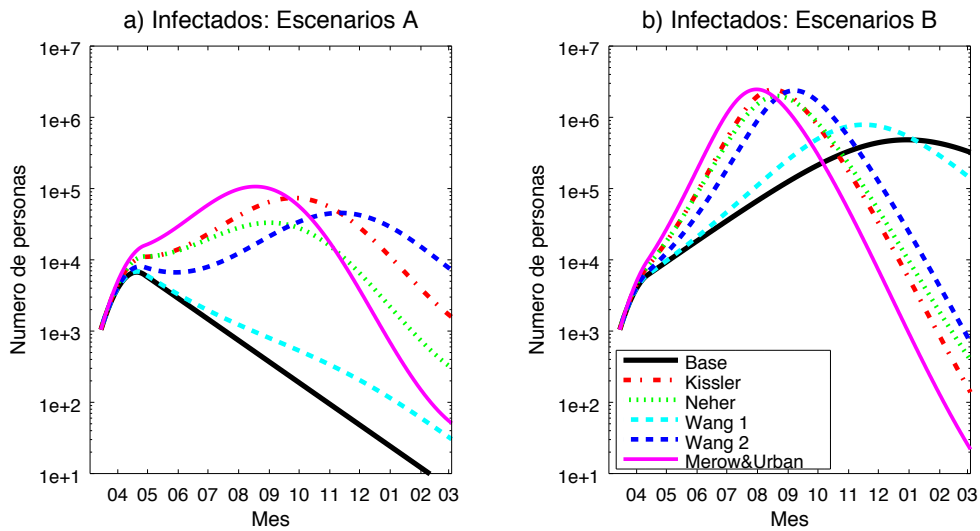 a) Infectados: Escenarios A
Numero de personas
1e+7
1e+6
1e+5
1e+4
1e+3
1e+2
1e+1
04 05 06 07 08 09 10 11 12 01 02 03
Mes
b) Infectados: Escenarios B
Numero de personas
1e+7
1e+6
1e+5
1e+4
1e+3
1e+2
1e+1
Base
Kissler
Neher
Wang 1
Wang 2
Merow&Urban
04 05 06 07 08 09 10 11 12 01 02 03
Mes